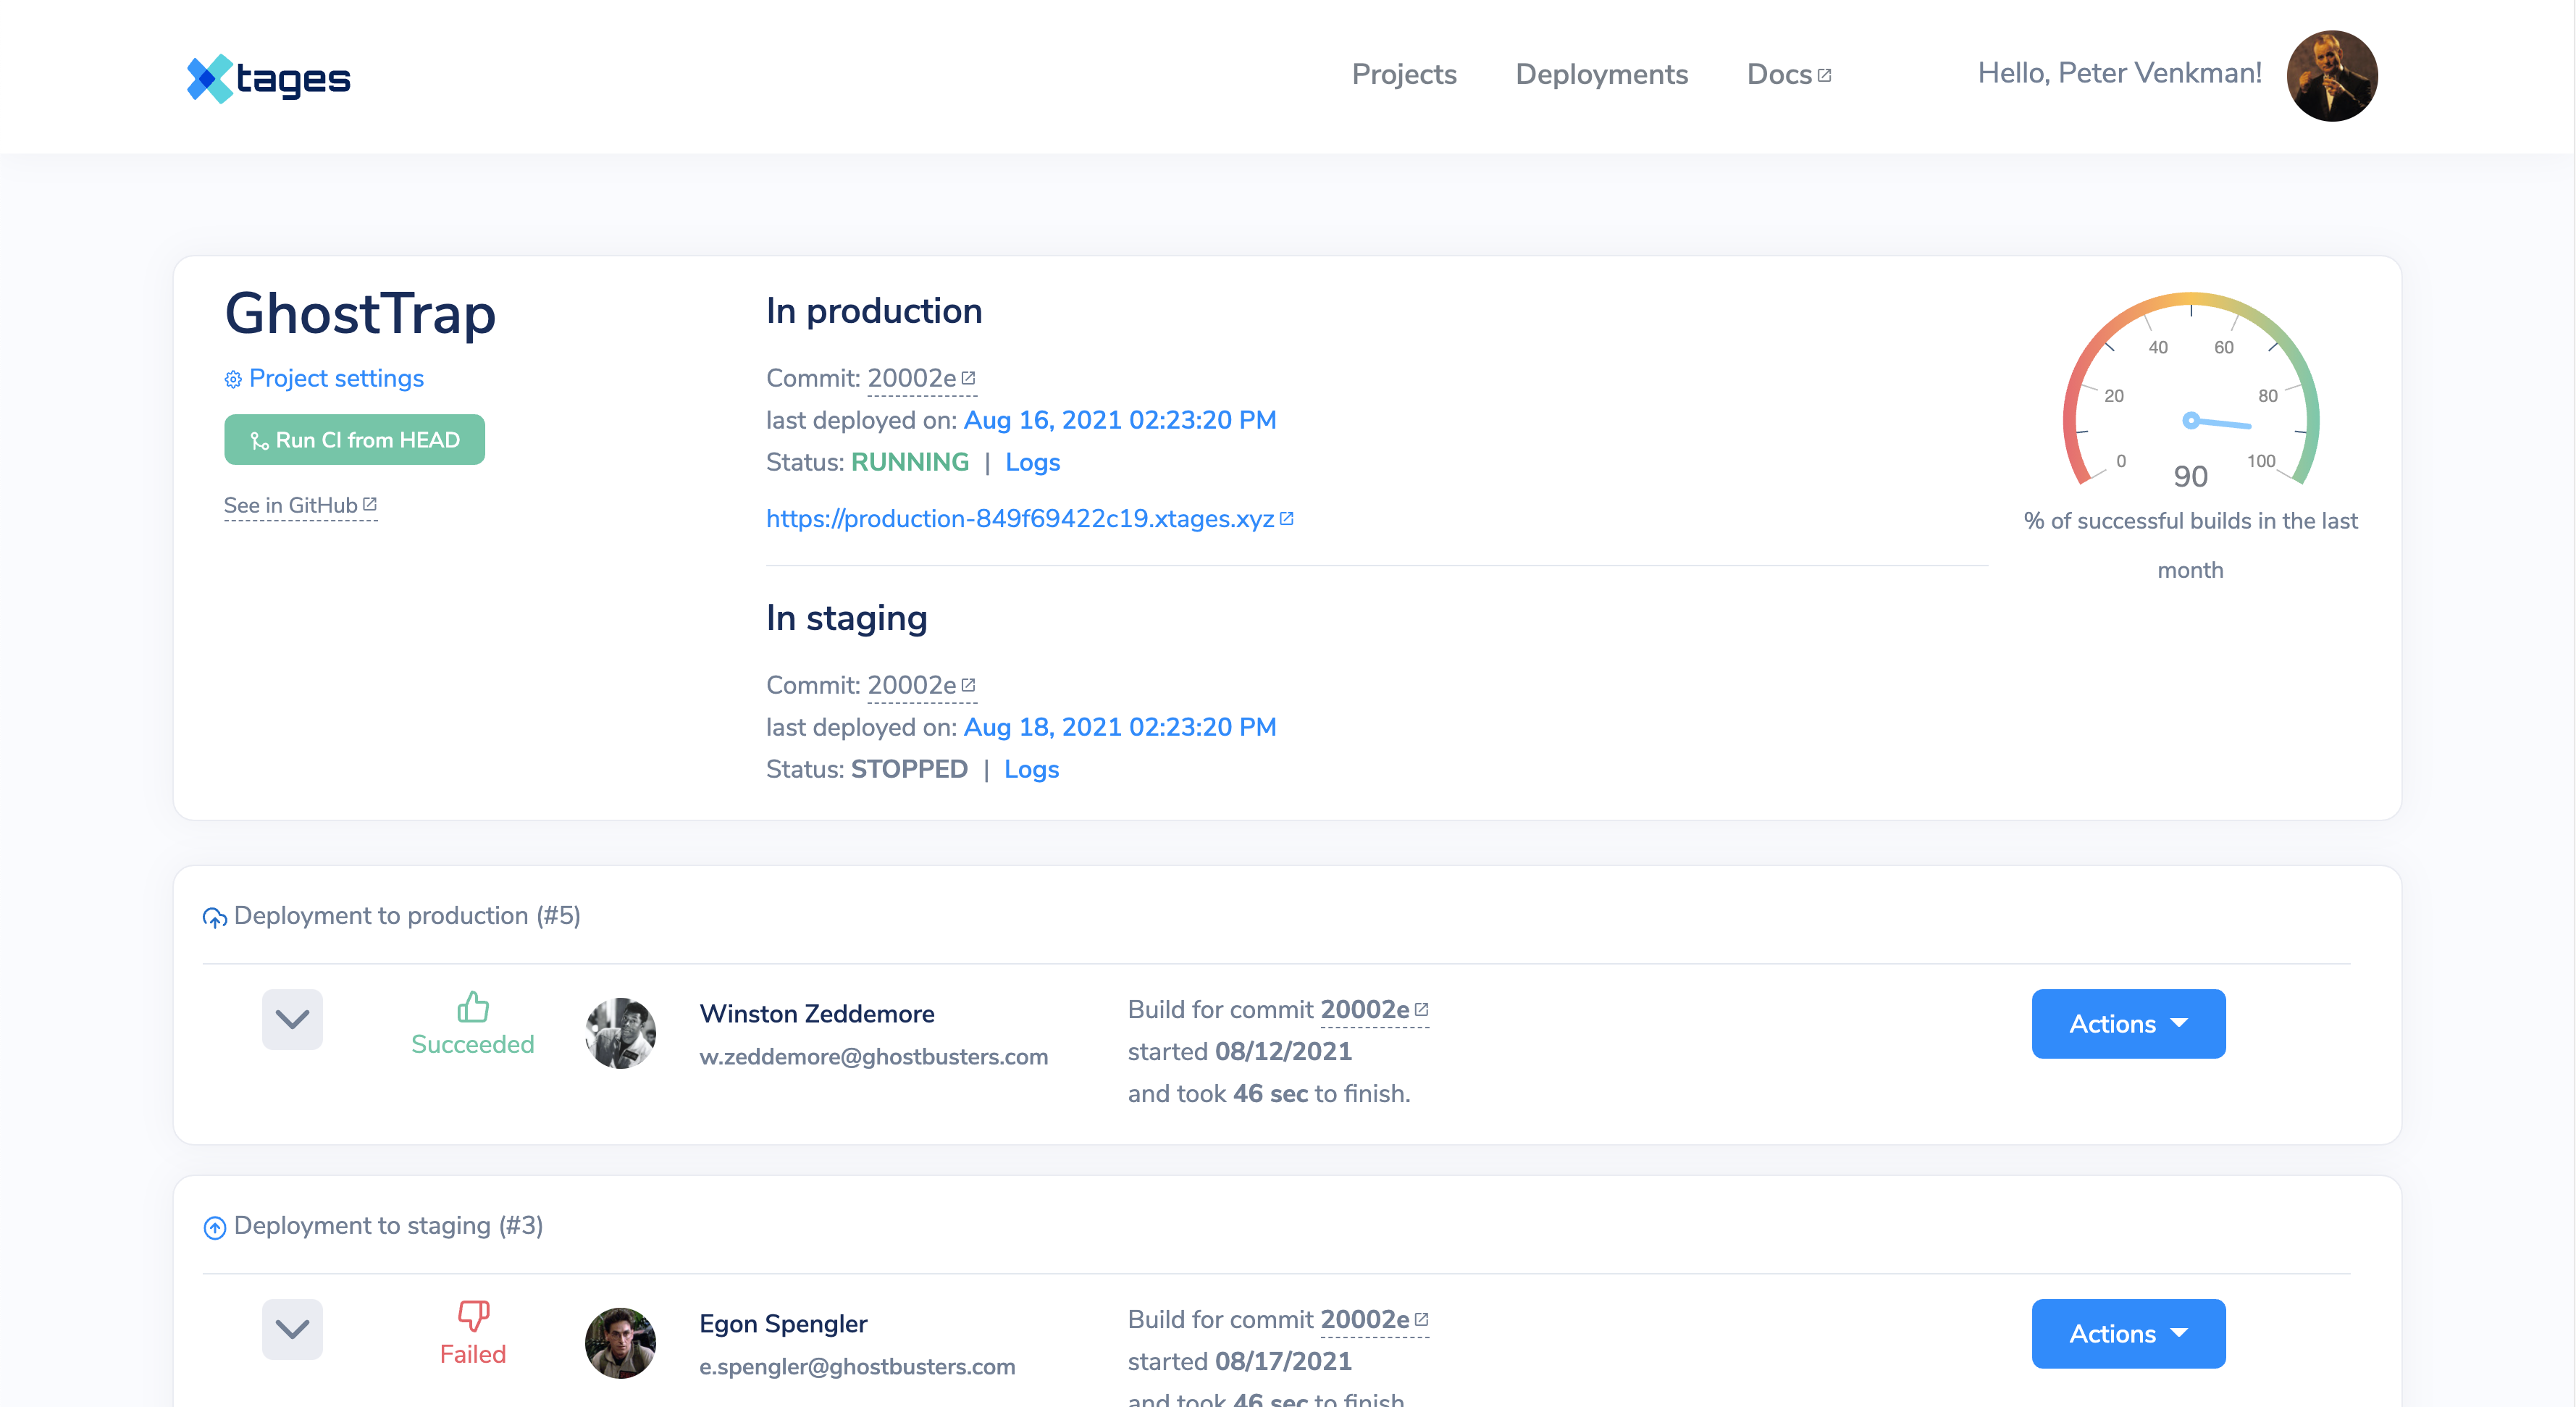 Xtages
Projects
Deployments
Docs
Hello, Peter Venkman!
GhostTrap
Project settings
Run CI from HEAD
See in GitHub
In production
Commit: 20002e
last deployed on: Aug 16, 2021 02:23:20 PM
Status: RUNNING | Logs
https://production-849f69422c19.xtages.xyz
In staging
Commit: 20002e
last deployed on: Aug 18, 2021 02:23:20 PM
Status: STOPPED | Logs
0
20
40
60
80
100
90
% of successful builds in the last
month
Deployment to production (#5)
Succeeded
Winston Zeddemore
w.zeddemore@ghostbusters.com
Build for commit 20002e
started 08/12/2021
and took 46 sec to finish.
Actions
Deployment to staging (#3)
Failed
Egon Spengler
e.spengler@ghostbusters.com
Build for commit 20002e
started 08/17/2021
and took 46 sec to finish.
Actions